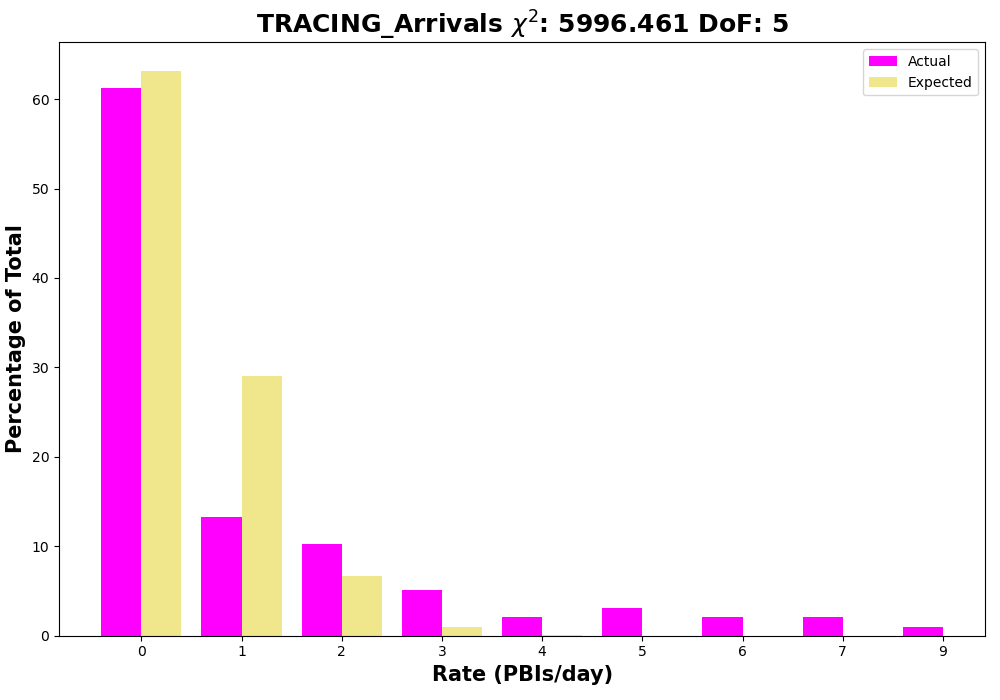 TRACING_Arrivals χ²: 5996.461 DoF: 5
Actual
Expected
Percentage of Total
60
50
40
30
20
10
0
0 1 2 3 4 5 6 7 9
Rate (PBIs/day)